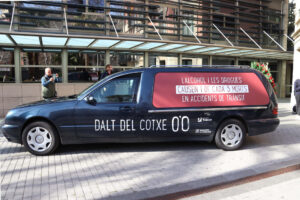 L'ALCOHOL I LES DROGUES
CAUSEN 1 DE CADA 3 MORTS
EN ACCIDENTS DE TRÀNSIT
DALT DEL COTXE 0'0